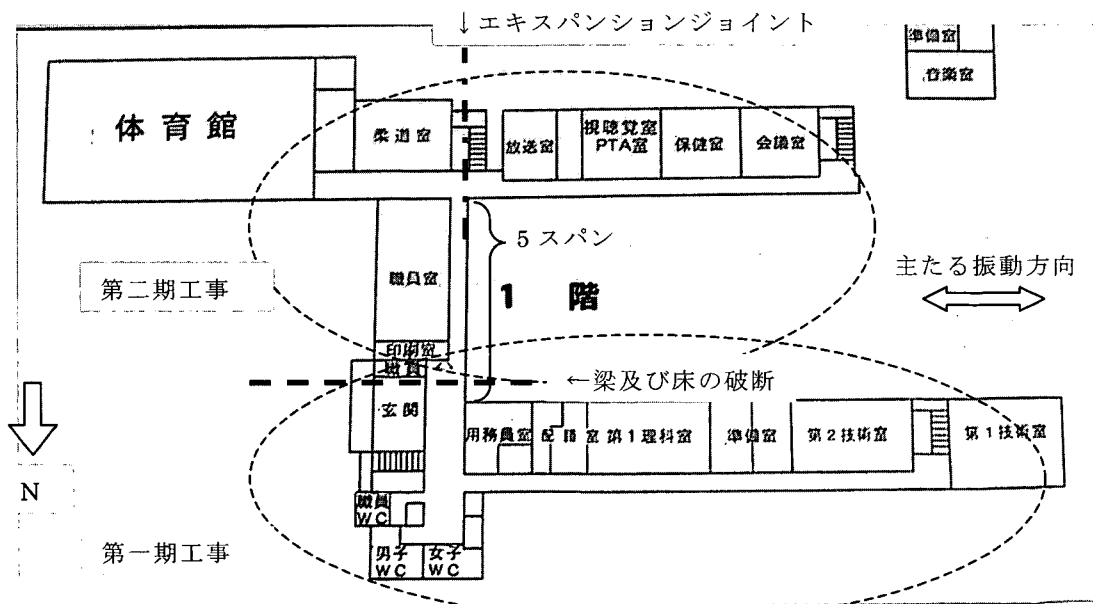 ↓エキスパンションジョイント
準備室
音楽室
体育館
柔道室
放送室
視聴覚室
PTA室
保健室
会議室
5スパン
主たる振動方向
職員室
第二期工事
1 階
印刷室
職員
←梁及び床の破断
玄関
用務員室
第1理科室
準備室
第2技術室
第1技術室
N
職員
WC
第一期工事
男子
WC
女子
WC